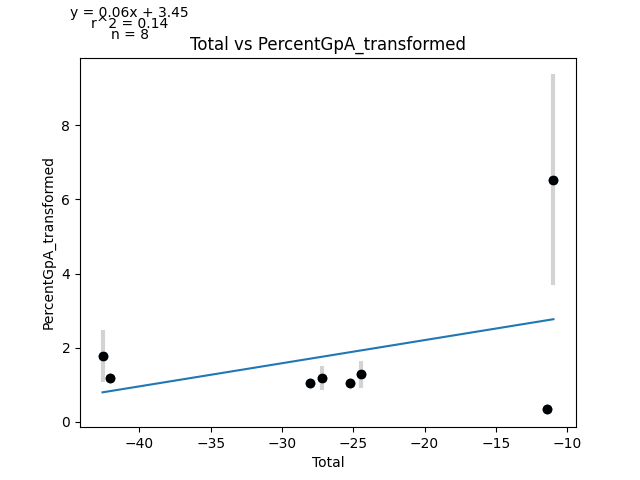 y = 0.06x + 3.45
r^2 = 0.14
n = 8
Total vs PercentGpA_transformed
PercentGpA_transformed
8
6
4
2
0
−40 −35 −30 −25 −20 −15 −10
Total